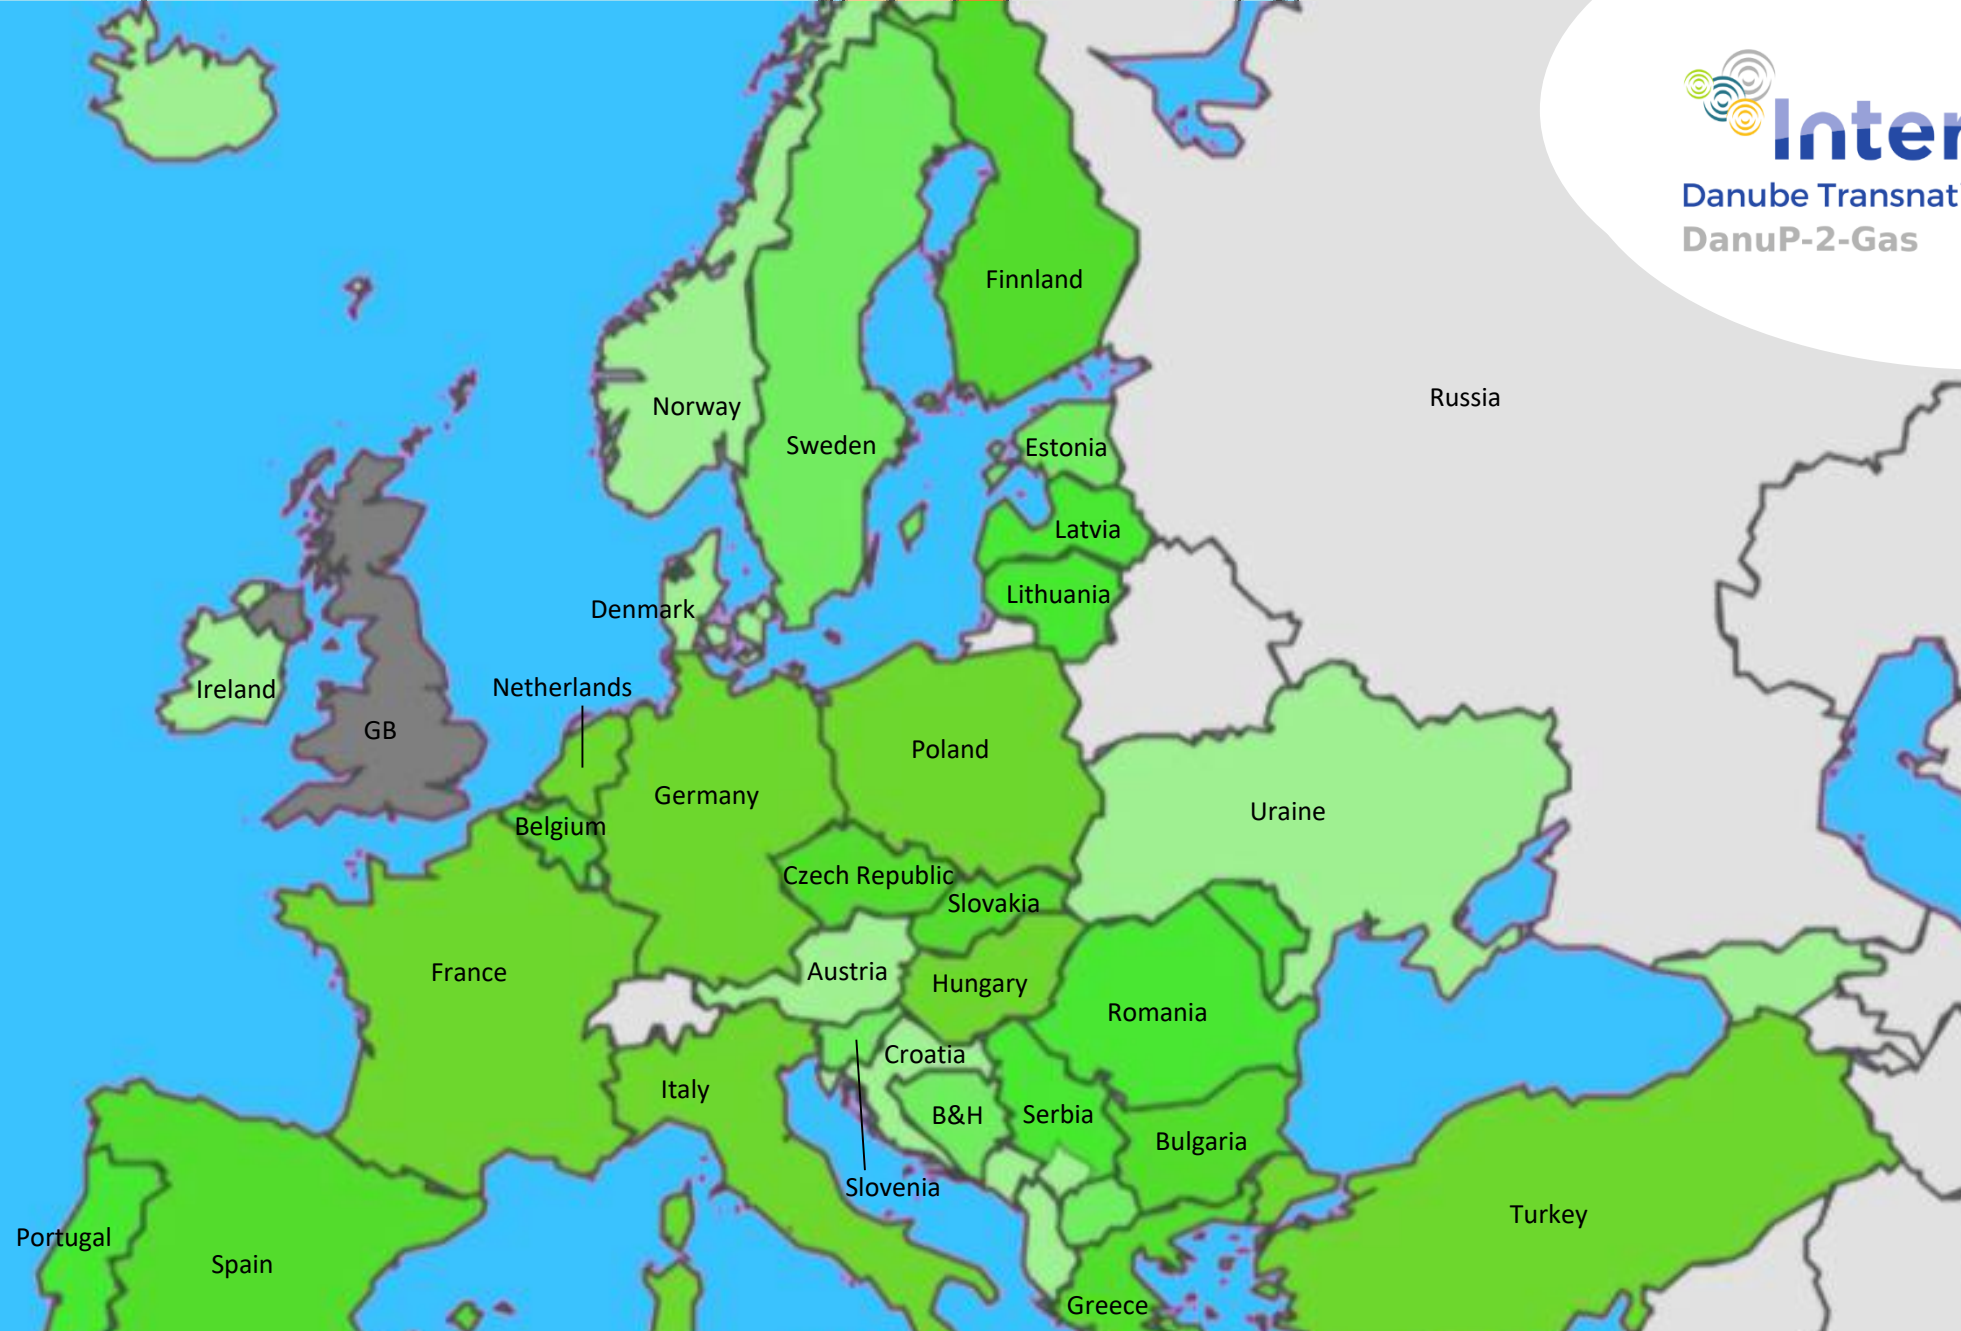 Inter
Danube Transnat
DanuP-2-Gas
Finnland
Russia
Norway
Sweden
Estonia
Latvia
Lithuania
Denmark
Netherlands
Ireland
GB
Poland
Germany
Uraine
Belgium
Czech Republic
Slovakia
France
Austria
Hungary
Romania
Croatia
Italy
B&H
Serbia
Bulgaria
Slovenia
Turkey
Portugal
Spain
Greece